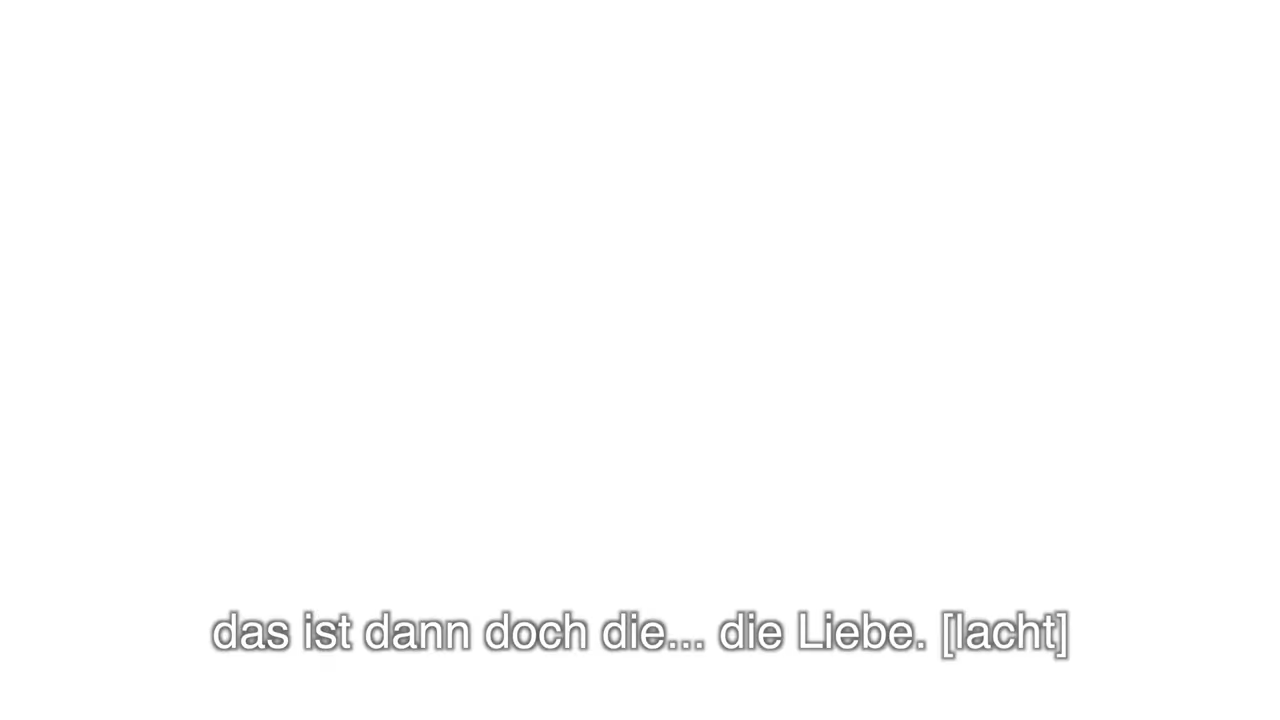 das ist dann doch die... die Liebe. [lacht]